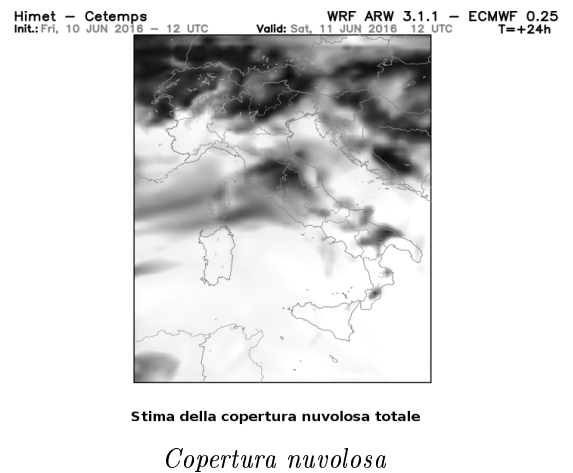 Himet – Cetemps WRF ARW 3.1.1 – ECMWF 0.25
Init.: Fri, 10 JUN 2016 – 12 UTC Valid: Sat, 11 JUN 2016 12 UTC T=+24h
Stima della copertura nuvolosa totale
Copertura nuvolosa